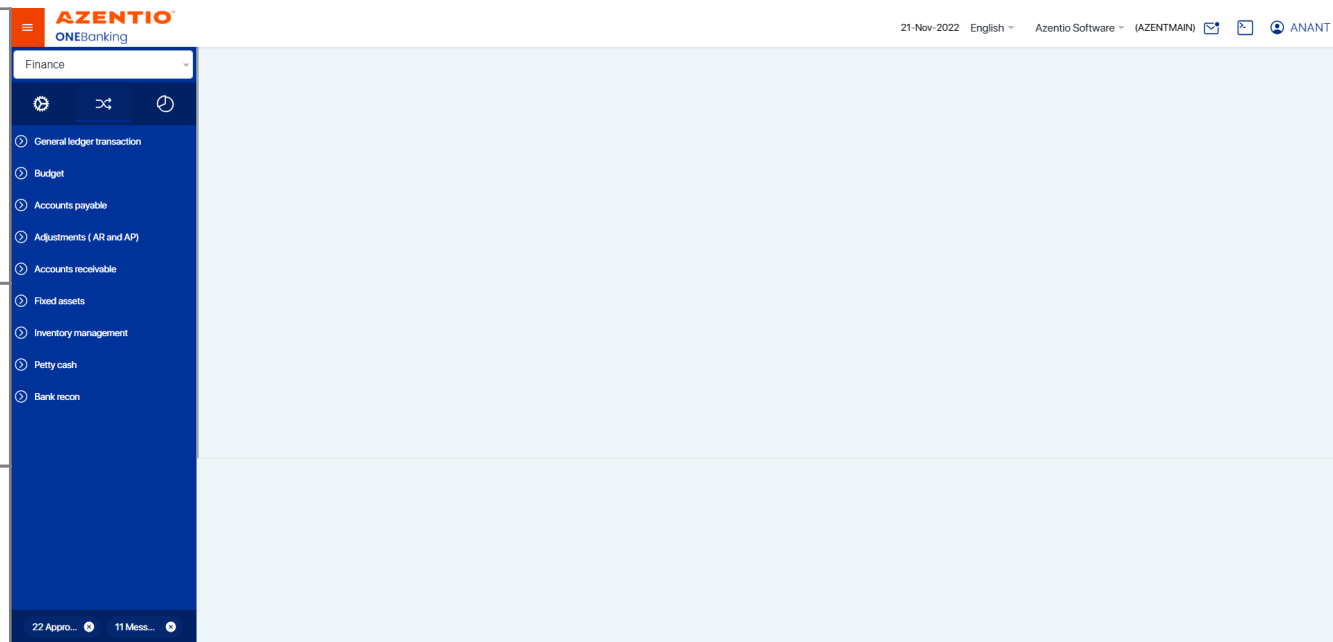 AZENTIO™
ONEBanking
21-Nov-2022 English Azentio Software (AZENTMAIN) ANANT
Finance
General ledger transaction
Budget
Accounts payable
Adjustments ( AR and AP)
Accounts receivable
Fixed assets
Inventory management
Petty cash
Bank recon
22 Appro... 11 Mess...